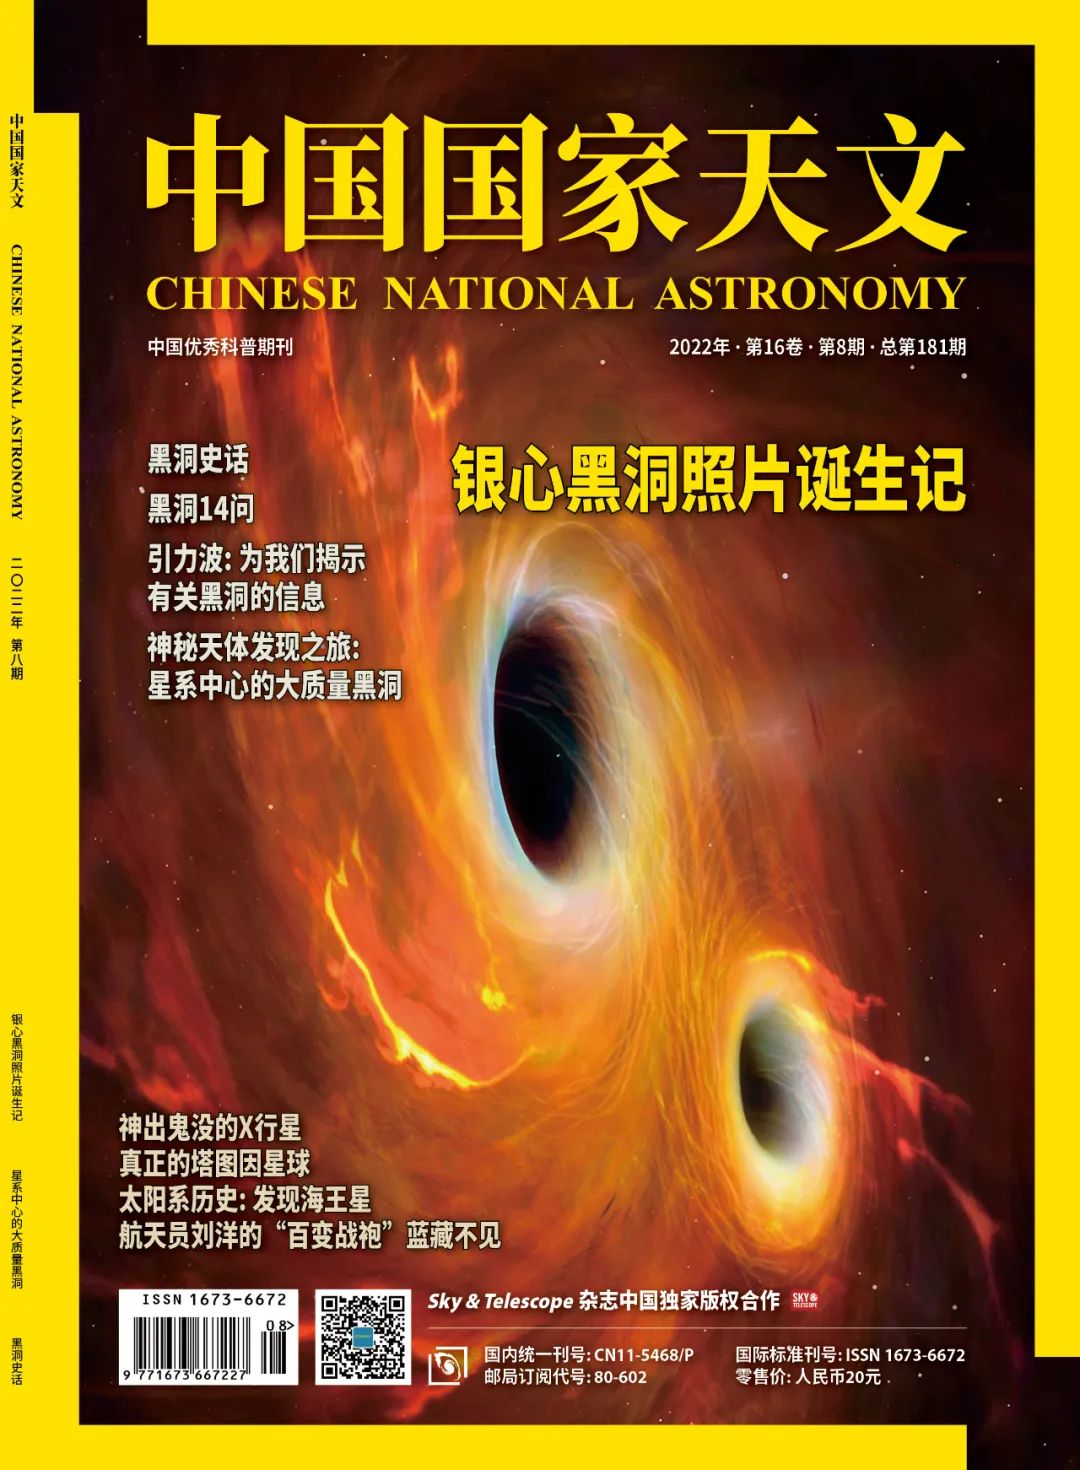 中国国家天文
CHINESE NATIONAL ASTRONOMY
中国优秀科普期刊
2022年 · 第16卷 · 第8期 · 总第181期
银心黑洞照片诞生记
黑洞史话
黑洞14问
引力波: 为我们揭示
有关黑洞的信息
神秘天体发现之旅:
星系中心的大质量黑洞
神出鬼没的X行星
真正的塔图因星球
太阳系历史: 发现海王星
航天员刘洋的“百变战袍”蓝藏不见
ISSN 1673-6672
08>
9 771673 667227
Sky & Telescope 杂志中国独家版权合作
SKY&
TELESCOPE
国内统一刊号: CN11-5468/P
国际标准刊号: ISSN 1673-6672
邮局订阅代号: 80-602
零售价: 人民币20元
中国国家天文
CHINESE NATIONAL ASTRONOMY
二〇二二年 第八期
银心黑洞照片诞生记
星系中心的大质量黑洞
黑洞史话